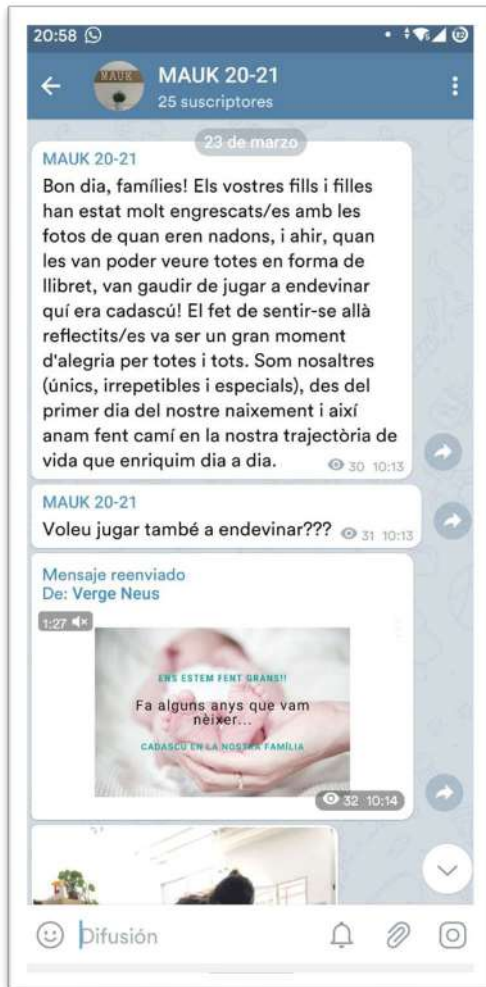 20:58
82
MAUK
MAUK 20-21
25 suscriptores
23 de marzo
MAUK 20-21
Bon dia, famílies! Els vostres fills i filles
han estat molt engrescats/es amb les
fotos de quan eren nadons, i ahir, quan
les van poder veure totes en forma de
llibret, van gaudir de jugar a endevinar
qui era cadascú! El fet de sentir-se allà
reflectits/es va ser un gran moment
d'alegria per totes i tots. Som nosaltres
(únics, irrepetibles i especials), des del
primer dia del nostre naixement i així
anam fent camí en la nostra trajectòria de
vida que enriquim dia a dia.
30 10:13
MAUK 20-21
Voleu jugar també a endevinar???
31 10:13
Mensaje reenviado
De: Verge Neus
1:27
ENS ESTEM FENT GRANS!!
Fa alguns anys que vam
nèixer...
CADASCÚ EN LA NOSTRA FAMÍLIA
32 10:14
Difusión